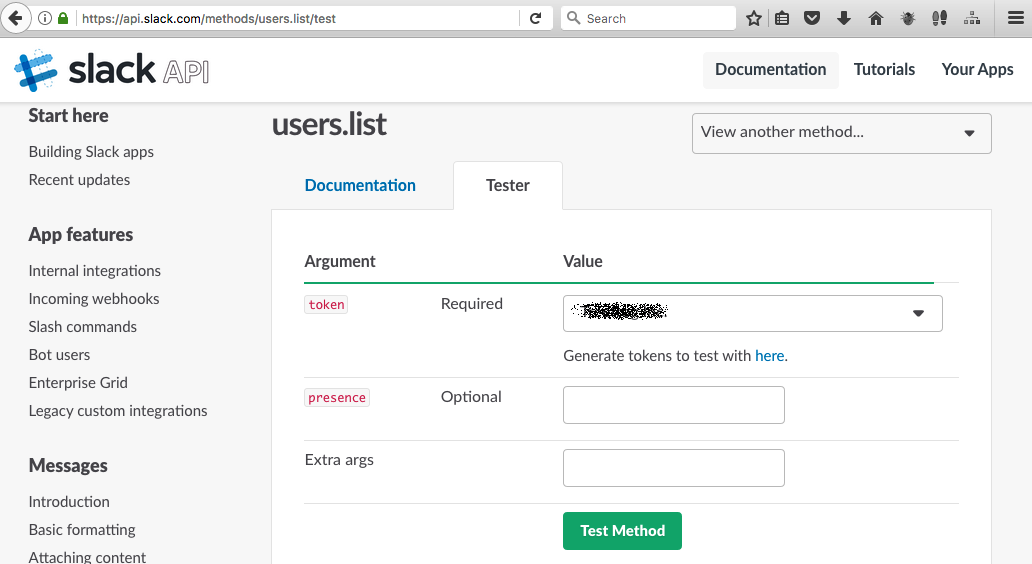 https://api.slack.com/methods/users.list/test
Search
slack API
Documentation
Tutorials
Your Apps
Start here
Building Slack apps
Recent updates
App features
Internal integrations
Incoming webhooks
Slash commands
Bot users
Enterprise Grid
Legacy custom integrations
Messages
Introduction
Basic formatting
Attaching content
users.list
View another method...
Documentation
Tester
Argument
Value
token
Required
Generate tokens to test with here.
presence
Optional
Extra args
Test Method